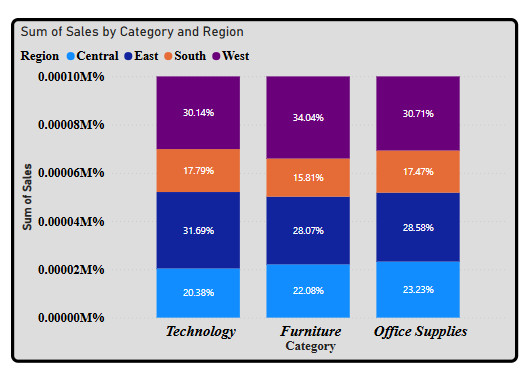 Sum of Sales by Category and Region
Region Central East South West
0.00010M%
0.00008M%
0.00006M%
0.00004M%
0.00002M%
0.00000M%
Sum of Sales
30.14% 34.04% 30.71%
17.79% 15.81% 17.47%
31.69% 28.07% 28.58%
20.38% 22.08% 23.23%
Technology Furniture Office Supplies
Category